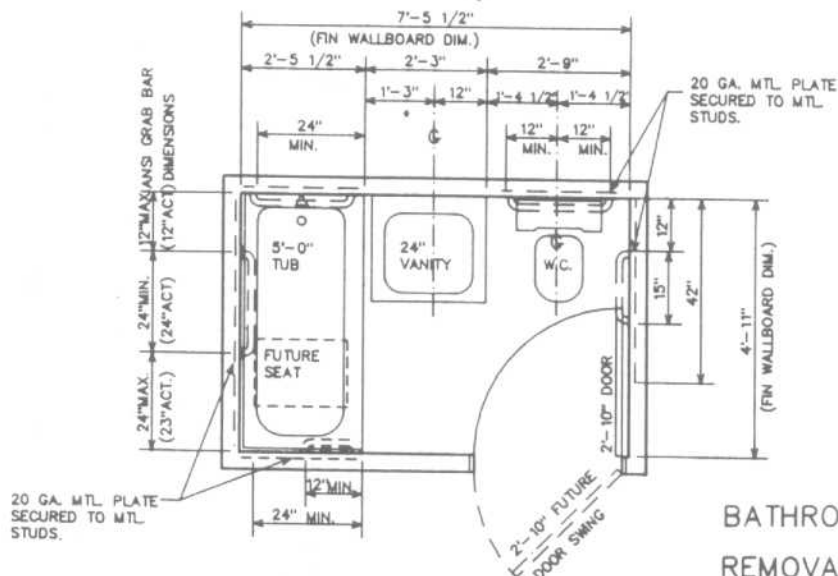 7'-5 1/2"
(FIN WALLBOARD DIM.)
2'-5 1/2"
2'-3"
2'-9"
1'-3"
12"
1'-4 1/2"
1'-4 1/2"
20 GA. MTL. PLATE
SECURED TO MTL.
STUDS.
24"
MIN.
12"
MIN.
12"
MIN.
12"MAX(ANSI GRAB BAR
(12"ACT) DIMENSIONS
24"MIN.
(24"ACT)
24"MAX.
(23"ACT.)
5'-0"
TUB
24"
VANITY
W.C.
FUTURE
SEAT
12"
15"
42"
4'-11"
(FIN WALLBOARD DIM.)
2'-10" DOOR
2'-10" FUTURE
DOOR SWING
12"MIN.
24" MIN.
20 GA. MTL. PLATE
SECURED TO MTL.
STUDS.
BATHRO
REMOVA